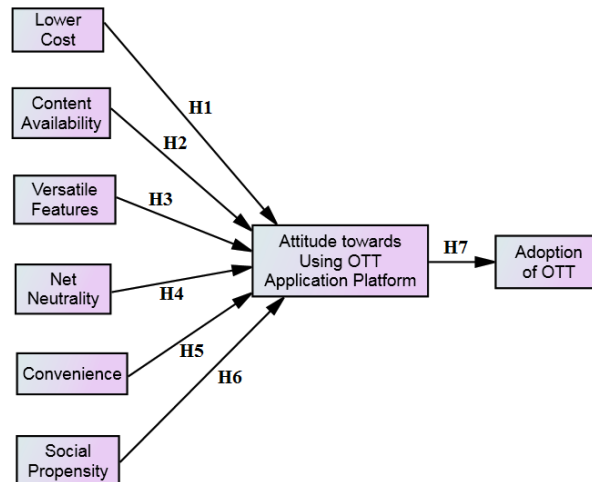 Lower
Cost
H1
Content
Availability
H2
Versatile
Features
H3
Attitude towards
Using OTT
Application Platform
H7
Adoption
of OTT
Net
Neutrality
H4
Convenience
H5
H6
Social
Propensity